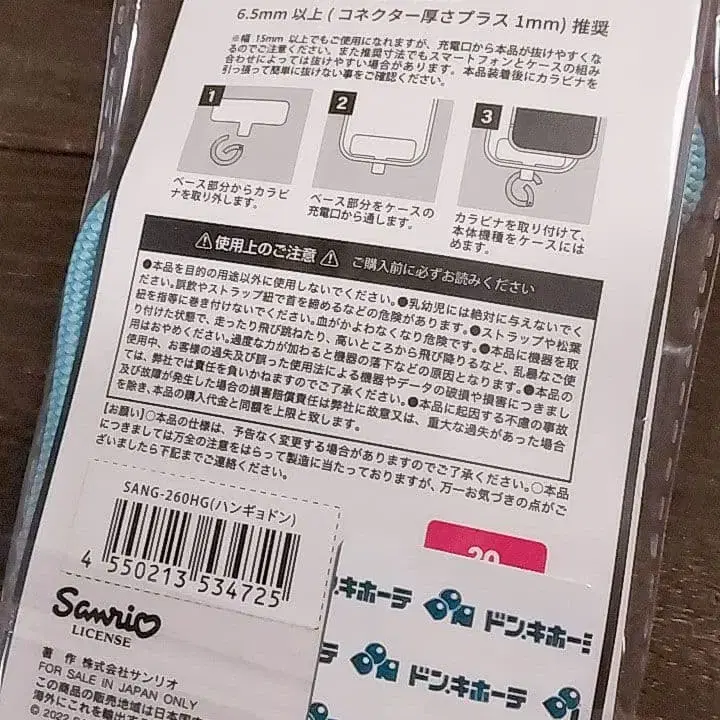 6.5mm 以上 ( コネクター厚さプラス 1mm) 推奨
※幅 15mm 以上でもご使用になれますが、充電口から本品が抜けやすくな
るのでご注意ください。また推奨寸法でもスマートフォンとケースの組み
合わせによっては抜けやすい場合があります。本品装着後にカラビナを
引っ張って簡単に抜けない事をご確認ください。
1
2
3
ベース部分からカラビ
ナを取り外します。
ベース部分をケースの
充電口から通します。
カラビナを取り付けて、
本体機種をケースには
めます。
使用上のご注意 ご購入前に必ずお読みください
●本品を目的の用途以外に使用しないでください。●乳幼児には絶対に与えないでく
ださい。誤飲やストラップ紐で首を締めるなどの危険があります。●ストラップや松葉
紐を指等に巻き付けないでください。血がかよわなくなり危険です。●本品に機器を取
り付けた状態で、走ったり飛び跳ねたり、高いところから飛び降りるなど、乱暴なご使
用はおやめください。過度な力が加わると機器の落下などの原因となります。●本品の
使用中、お客様の過失及び誤った使用法による機器やデータの破損や損害につきまし
ては、弊社では責任を負いかねますのでご了承ください。●本品に起因する不慮の事故
及び故障が発生した場合の損害賠償責任は弊社に故意又は、重大な過失があった場合
を除き、本品の購入代金と同額を上限と致します。
【お願い】○本品の仕様は、予告なく変更する場合がありますのでご了承ください。○本品
につきましては万全の注意をはらって製造に当たっておりますが、万一お気づきの点がご
ざいましたら下記までご連絡ください。
SANG-260HG(ハンギョドン)
4 550213 534725
20
キホーテ ドン.キホーテ
ドン.キホーテ
Sanrio
LICENSE
著 作 株式会社サンリオ
FOR SALE IN JAPAN ONLY
この商品の販売地域は日本国
海外にこれを輸出する
© 2022